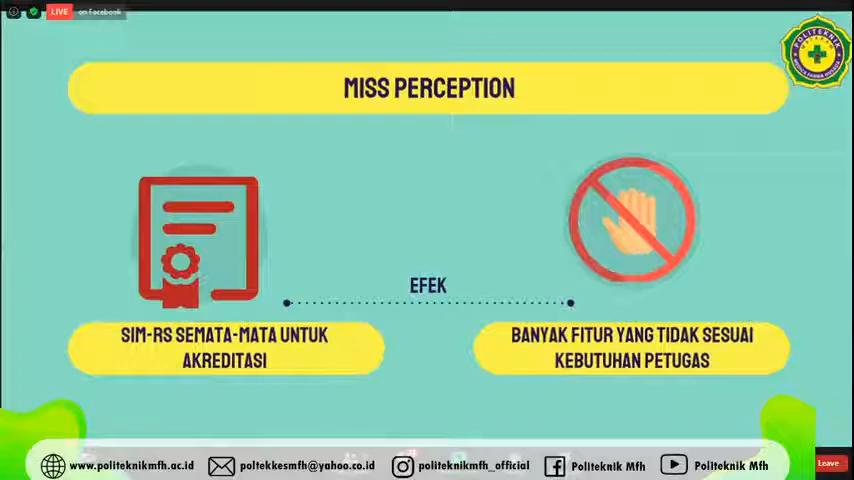 LIVE on Facebook
POLITEKNIK
MISS PERCEPTION
EFEK
SIM-RS SEMATA-MATA UNTUK
AKREDITASI
BANYAK FITUR YANG TIDAK SESUAI
KEBUTUHAN PETUGAS
www.politeknikmfh.ac.id
poltekkesmfh@yahoo.co.id
politeknikmfh_official
Politeknik Mfh
Politeknik Mfh
Leave